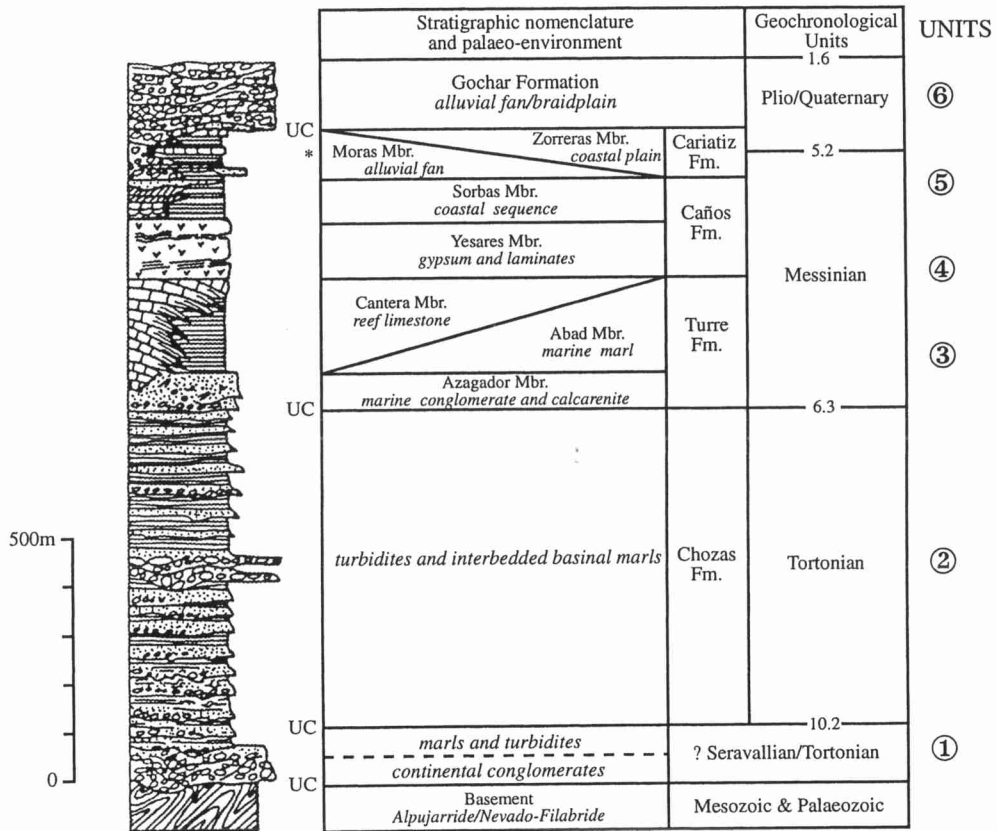 Stratigraphic nomenclature
and palaeo-environment
Geochronological
Units
UNITS
1.6
Gochar Formation
alluvial fan/braidplain
Plio/Quaternary
⑥
UC
*
Moras Mbr.
alluvial fan
Zorreras Mbr.
coastal plain
Cariatiz
Fm.
5.2
⑤
Sorbas Mbr.
coastal sequence
Caños
Fm.
Yesares Mbr.
gypsum and laminates
④
Messinian
Cantera Mbr.
reef limestone
Abad Mbr.
marine marl
Turre
Fm.
③
Azagador Mbr.
marine conglomerate and calcarenite
UC
6.3
500m
turbidites and interbedded basinal marls
Chozas
Fm.
Tortonian
②
UC
10.2
marls and turbidites
? Seravallian/Tortonian
①
continental conglomerates
0
UC
Basement
Alpujarride/Nevado-Filabride
Mesozoic & Palaeozoic